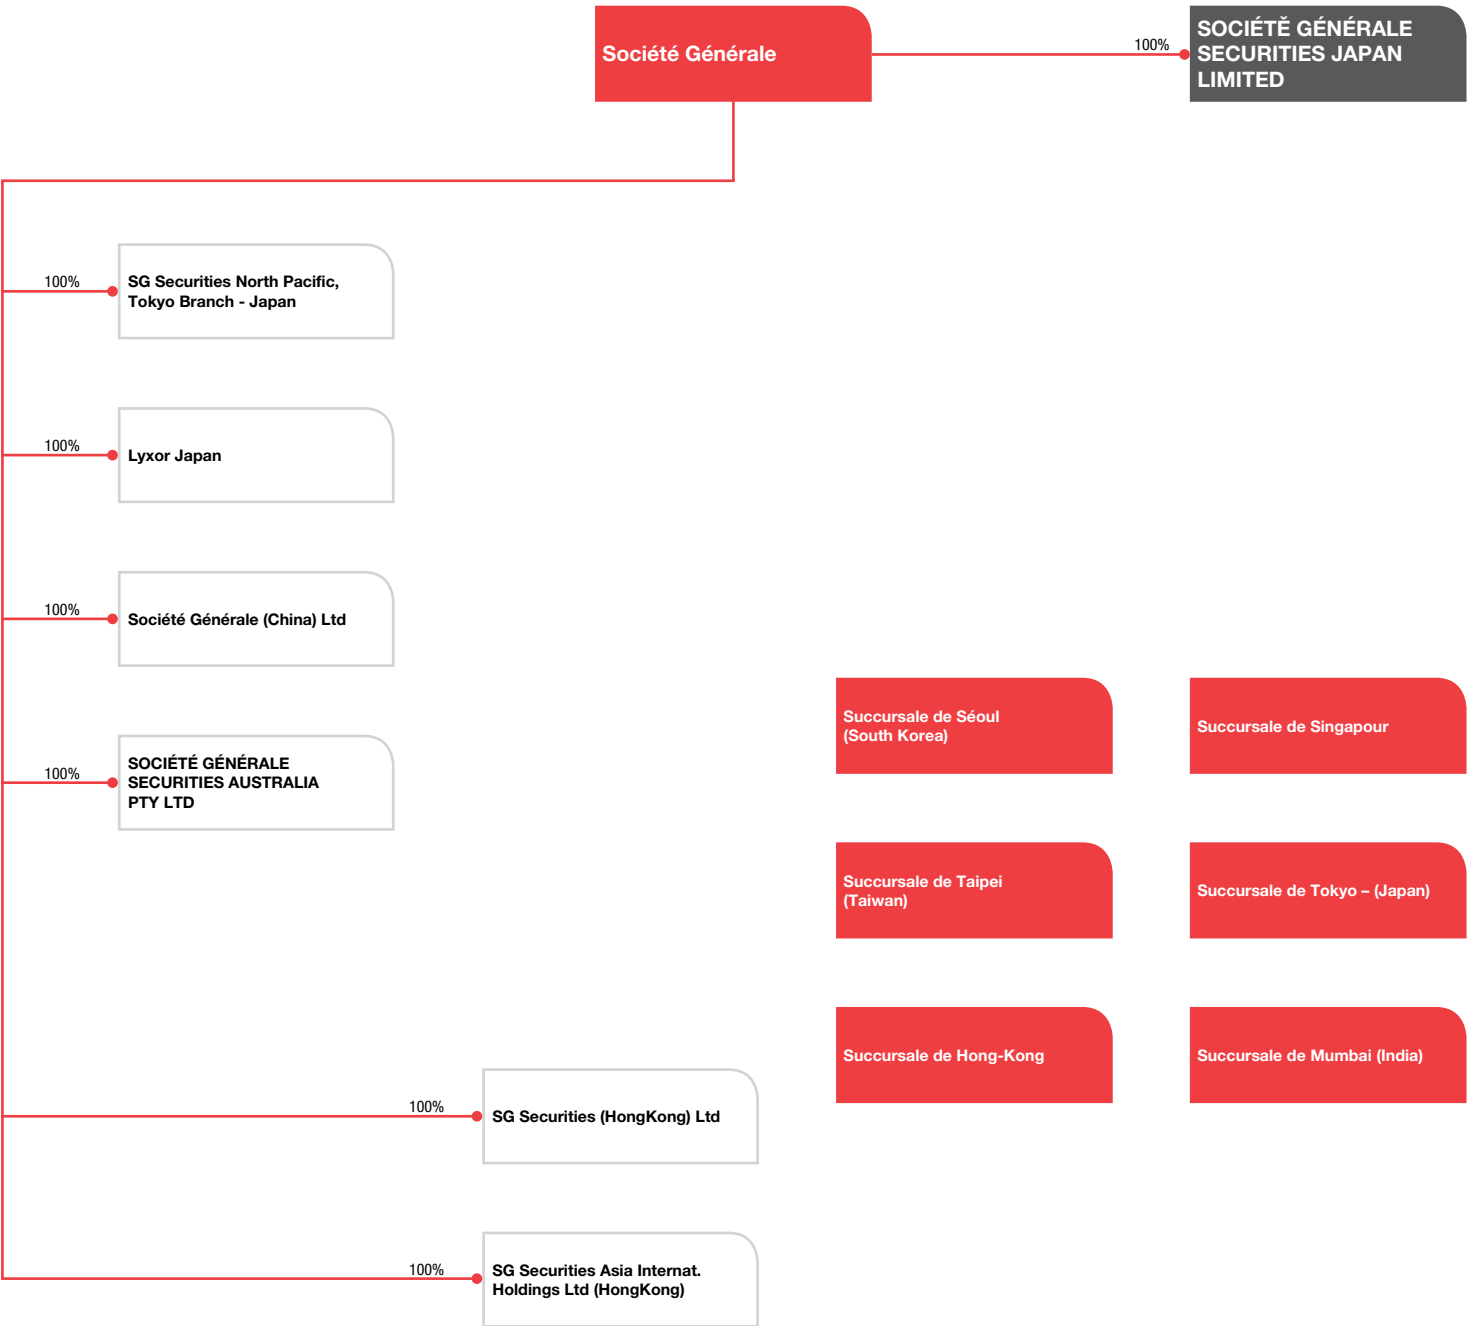 Société Générale
100%
SOCIÉTĚ GÉNÉRALE
SECURITIES JAPAN
LIMITED
100%
SG Securities North Pacific,
Tokyo Branch - Japan
100%
Lyxor Japan
100%
Société Générale (China) Ltd
100%
SOCIÉTÉ GÉNÉRALE
SECURITIES AUSTRALIA
PTY LTD
Succursale de Séoul
(South Korea)
Succursale de Singapour
Succursale de Taipei
(Taiwan)
Succursale de Tokyo – (Japan)
Succursale de Hong-Kong
Succursale de Mumbai (India)
100%
SG Securities (HongKong) Ltd
100%
SG Securities Asia Internat.
Holdings Ltd (HongKong)